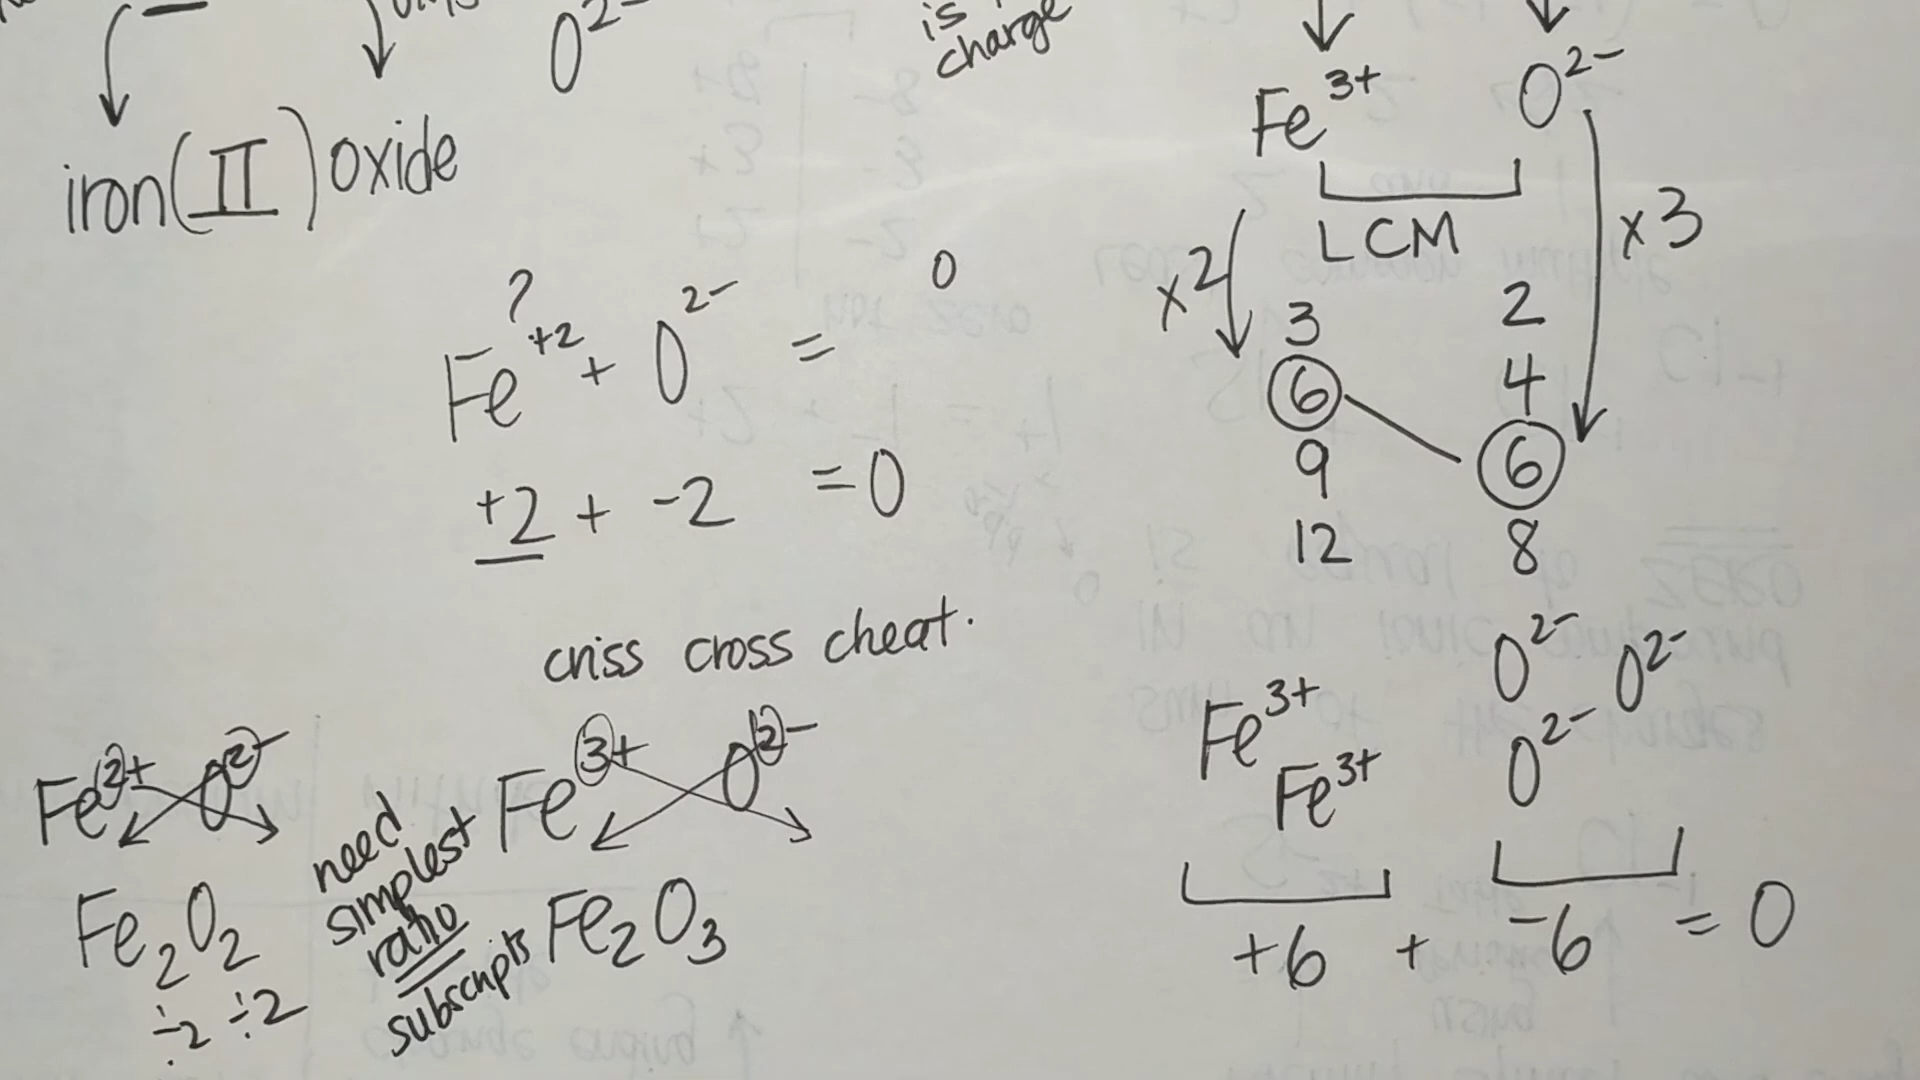 O²⁻
is
charge
iron(II) oxide
?
Fe⁺² + O²⁻ = 0
+2 + -2 = 0
criss cross cheat.
Fe²⁺ O²⁻
Fe₂O₂
÷2 ÷2
need
simplest
ratio
subscripts
Fe³⁺ O²⁻
Fe₂O₃
Fe³⁺ O²⁻
LCM
x2
x3
3 2
6 4
9 6
12 8
Fe³⁺ O²⁻ O²⁻
Fe³⁺ O²⁻
+6 + -6 = 0